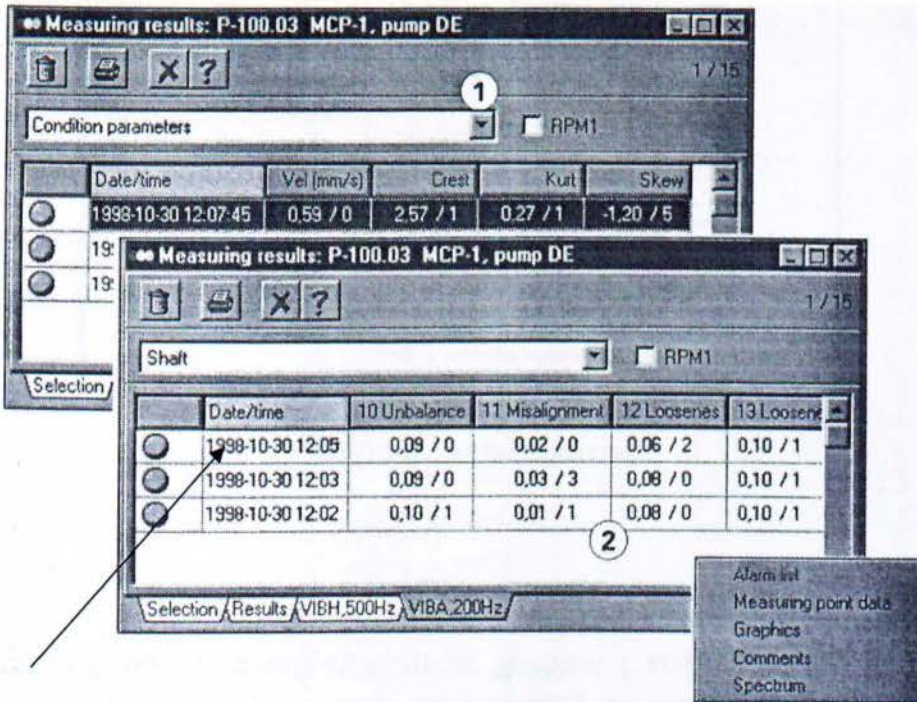 Measuring results: P-100.03 MCP-1, pump DE
1 / 15
1
Condition parameters
RPM1
Date/time Vel (mm/s) Crest Kurt Skew
1998-10-30 12:07:45 0,59 / 0 2,57 / 1 0,27 / 1 -1,20 / 5
Selection
Measuring results: P-100.03 MCP-1, pump DE
1 / 15
Shaft
RPM1
Date/time 10 Unbalance 11 Misalignment 12 Loosenes 13 Loosene
1998-10-30 12:05 0,09 / 0 0,02 / 0 0,06 / 2 0,10 / 1
1998-10-30 12:03 0,09 / 0 0,03 / 3 0,08 / 0 0,10 / 1
1998-10-30 12:02 0,10 / 1 0,01 / 1 0,08 / 0 0,10 / 1
2
Selection Results VIBH,500Hz VIBA,200Hz
Alarm list
Measuring point data
Graphics
Comments
Spectrum